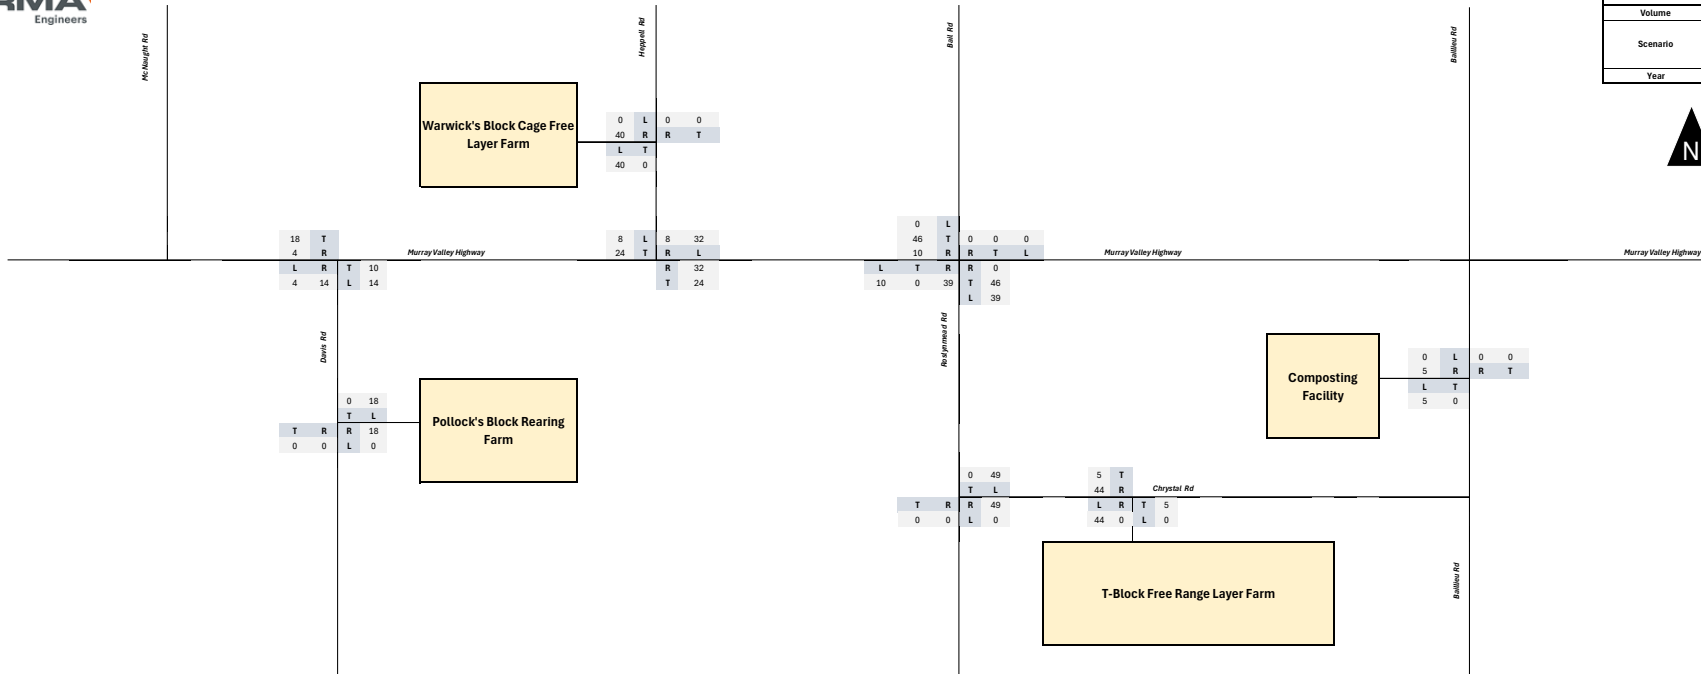 Engineers
Volume
Scenario
Year
N
McNaught Rd
Heppell Rd
Ball Rd
Baillieu Rd
Warwick's Block Cage Free
Layer Farm
0 L 0 0
40 R R T
L T
40 0
18 T
4 R
L R T 10
4 14 L 14
Murray Valley Highway
8 L 8 32
24 T R L
R 32
T 24
0 L
46 T 0 0 0
10 R R T L
L T R R 0
10 0 39 T 46
L 39
Murray Valley Highway
Murray Valley Highway
Davis Rd
Roslynmead Rd
0 18
T L
T R R 18
0 0 L 0
Pollock's Block Rearing
Farm
Composting
Facility
0 L 0 0
5 R R T
L T
5 0
0 49
T L
T R R 49
0 0 L 0
5 T
44 R
L R T 5
44 0 L 0
Chrystal Rd
T-Block Free Range Layer Farm
Baillieu Rd